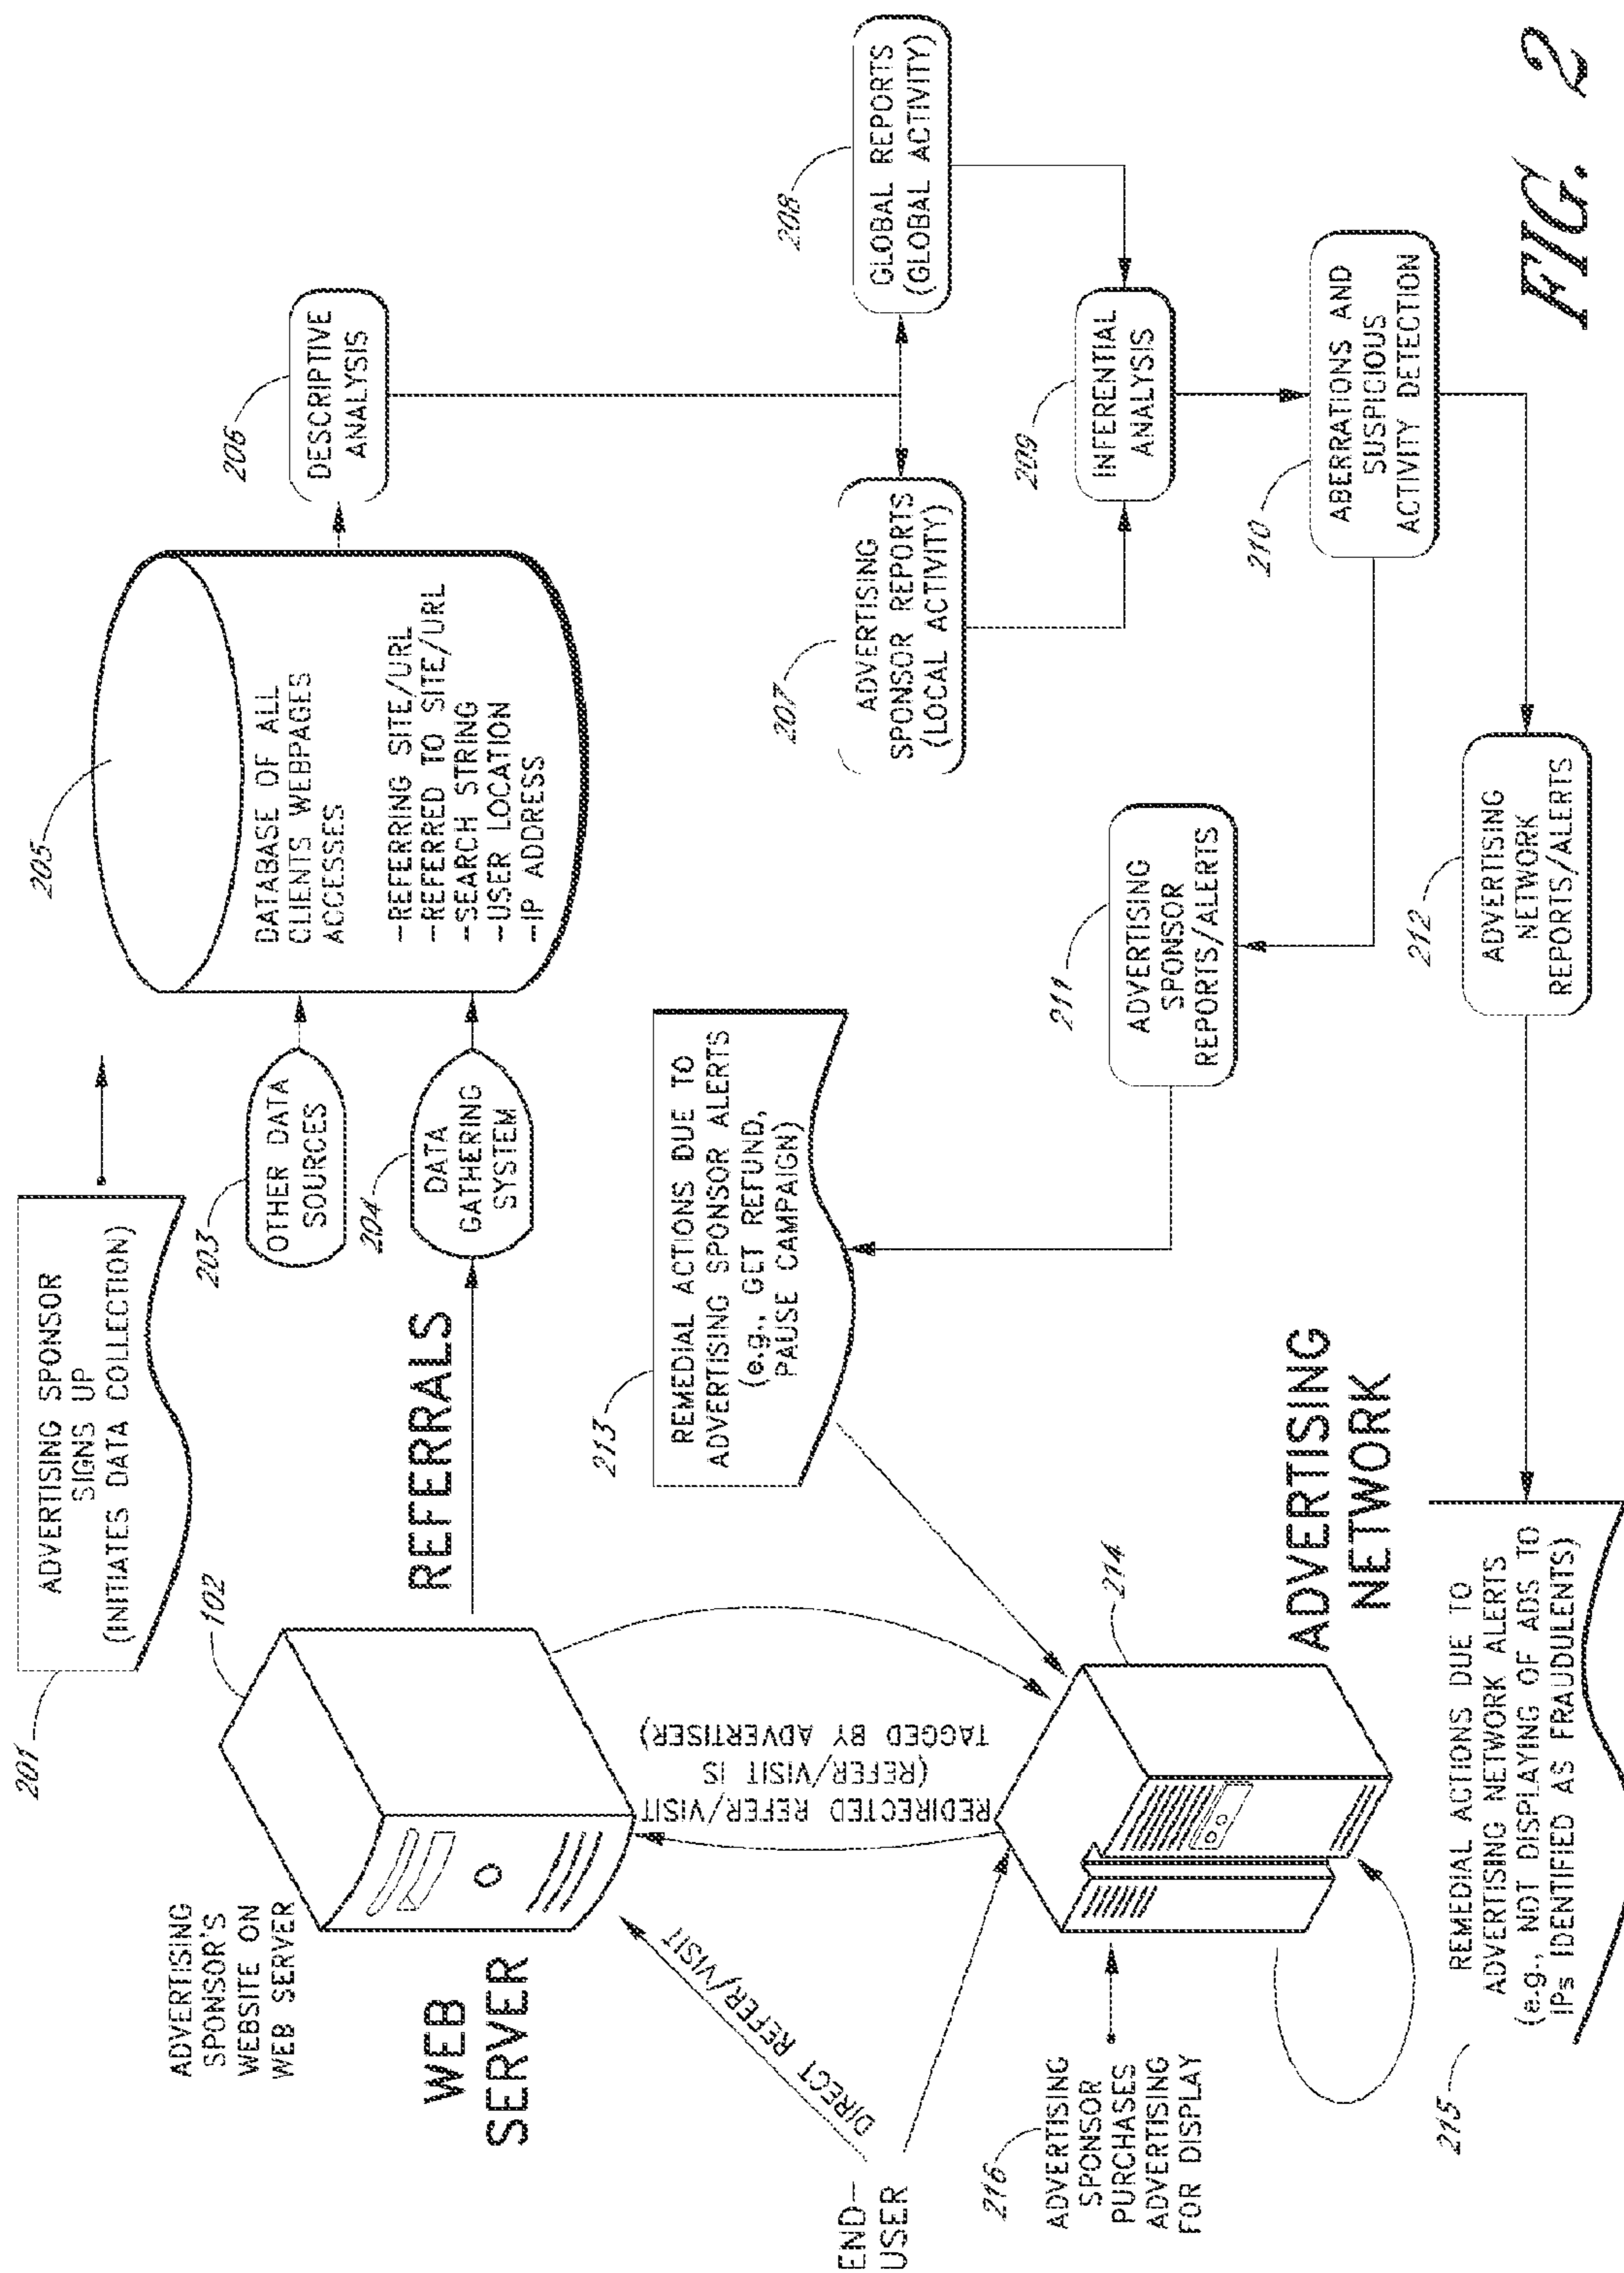 201
ADVERTISING SPONSOR
SIGNS UP
(INITIATES DATA COLLECTION)
205
DATABASE OF ALL
CLIENTS WEBPAGES
ACCESSES
-REFERRING SITE/URL
-REFERRED TO SITE/URL
-SEARCH STRING
-USER LOCATION
-IP ADDRESS
206
DESCRIPTIVE
ANALYSIS
ADVERTISING
SPONSOR'S
WEBSITE ON
WEB SERVER
102
203
OTHER DATA
SOURCES
204
DATA
GATHERING
SYSTEM
REFERRALS
WEB
SERVER
DIRECT REFER/VISIT
REDIRECTED REFER/VISIT
(REFER/VISIT IS
TAGGED BY ADVERTISER)
END-
USER
213
REMEDIAL ACTIONS DUE TO
ADVERTISING SPONSOR ALERTS
(e.g., GET REFUND,
PAUSE CAMPAIGN)
207
ADVERTISING
SPONSOR REPORTS
(LOCAL ACTIVITY)
208
GLOBAL REPORTS
(GLOBAL ACTIVITY)
209
INFERENTIAL
ANALYSIS
216
ADVERTISING
SPONSOR
PURCHASES
ADVERTISING
FOR DISPLAY
214
ADVERTISING
NETWORK
211
ADVERTISING
SPONSOR
REPORTS/ALERTS
210
ABERRATIONS AND
SUSPICIOUS
ACTIVITY DETECTION
215
REMEDIAL ACTIONS DUE TO
ADVERTISING NETWORK ALERTS
(e.g., NOT DISPLAYING OF ADS TO
IPs IDENTIFIED AS FRAUDULENTS)
212
ADVERTISING
NETWORK
REPORTS/ALERTS
FIG. 2